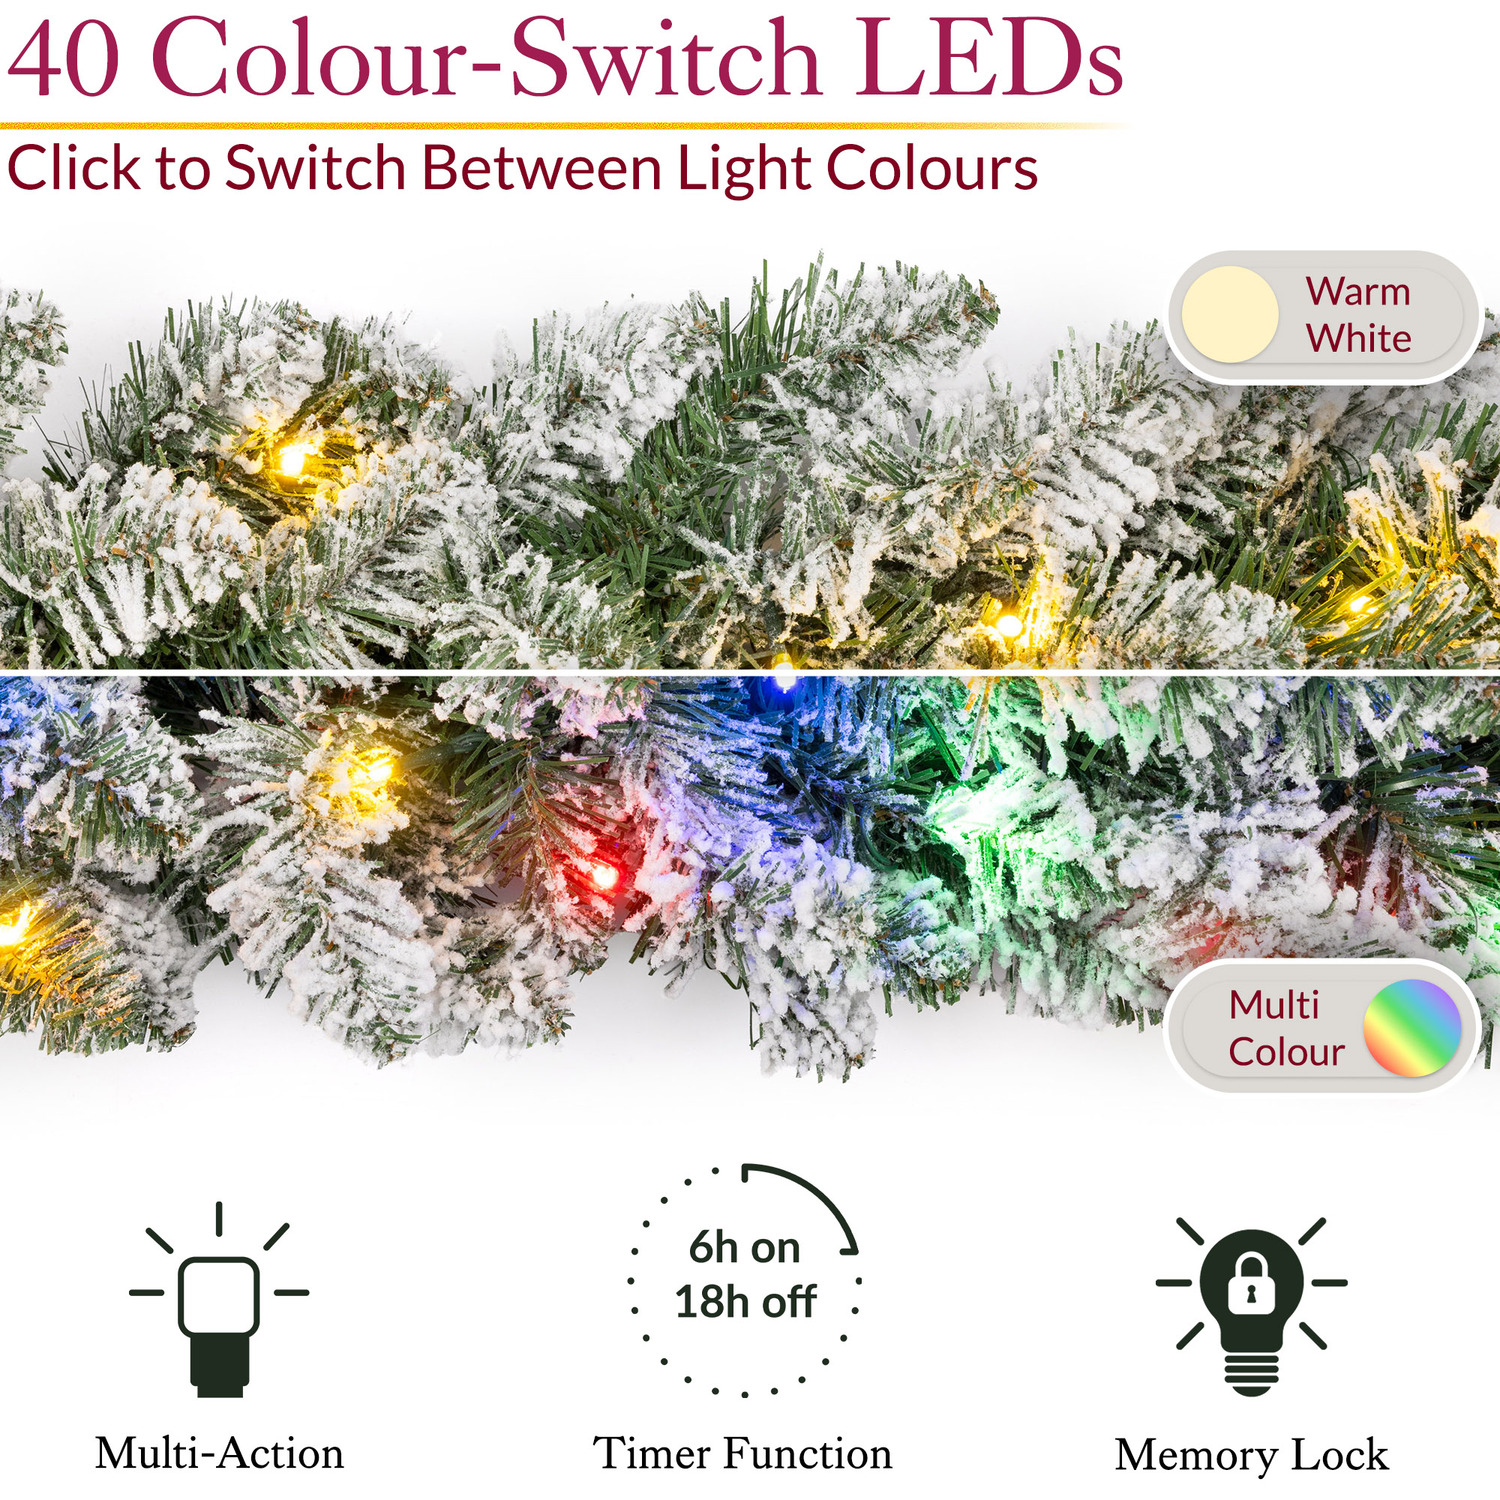 40 Colour-Switch LEDs
Click to Switch Between Light Colours
Warm
White
Multi
Colour
6h on
18h off
Multi-Action
Timer Function
Memory Lock